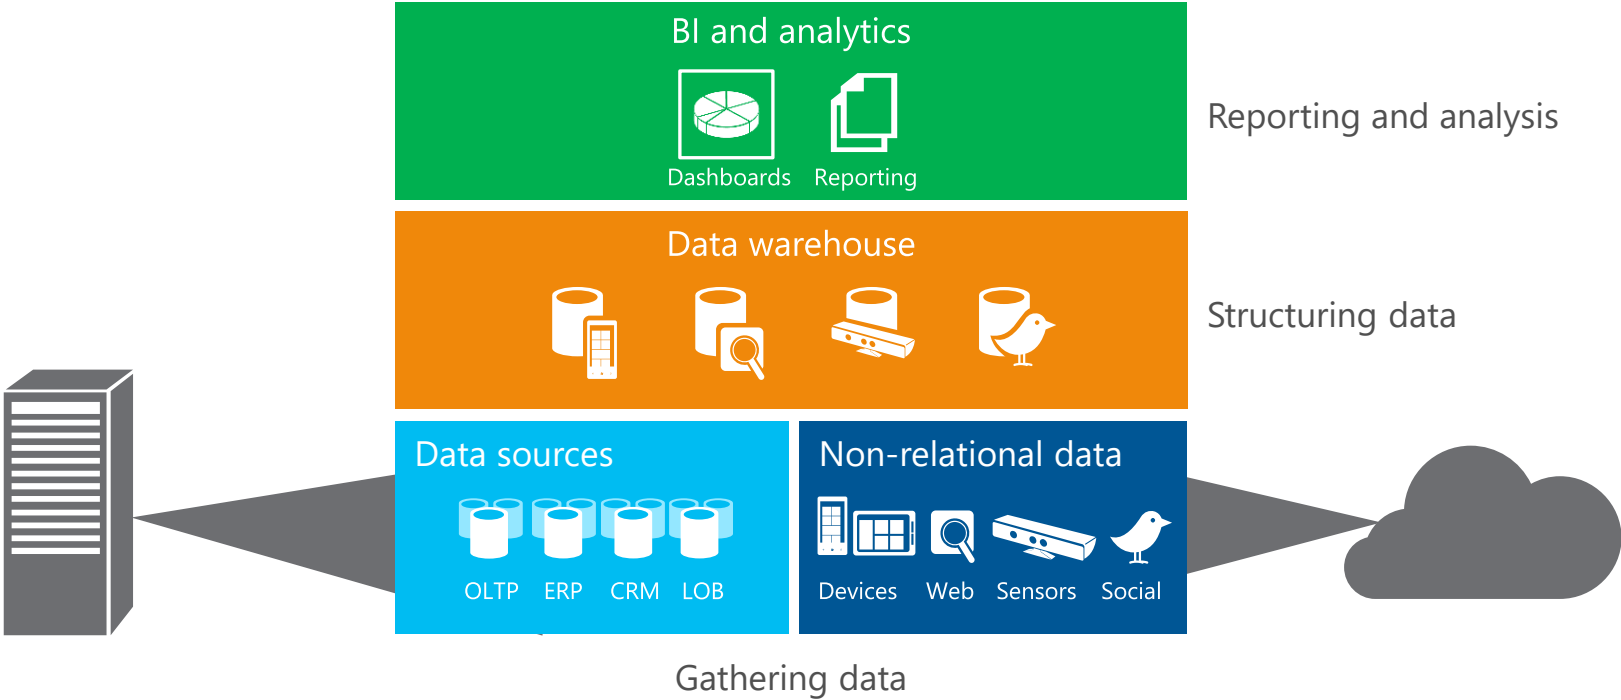 BI and analytics
Dashboards Reporting
Reporting and analysis
Data warehouse
Structuring data
Data sources
OLTP ERP CRM LOB
Non-relational data
Devices Web Sensors Social
Gathering data